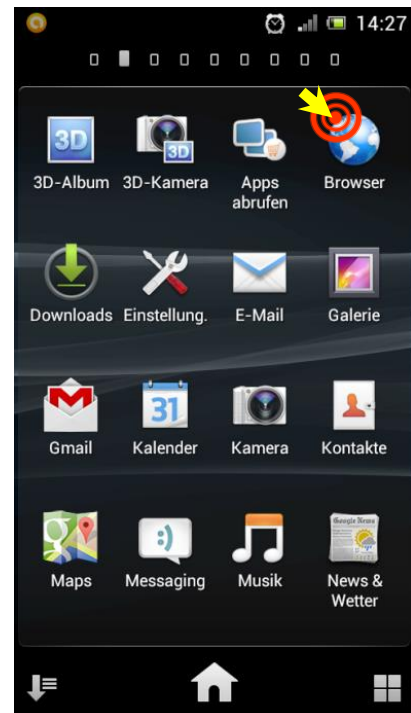 14:27
3D
3D
3D-Album 3D-Kamera Apps abrufen Browser
Downloads Einstellung. E-Mail Galerie
31
Gmail Kalender Kamera Kontakte
:)
Google News
Maps Messaging Musik News & Wetter